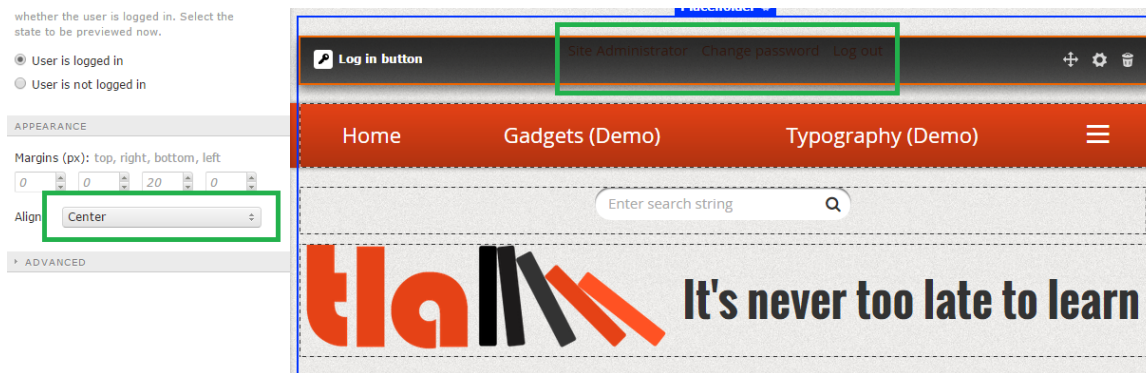 whether the user is logged in. Select the
state to be previewed now.
User is logged in
User is not logged in
APPEARANCE
Margins (px): top, right, bottom, left
0 0 20 0
Align Center
ADVANCED
Placeholder
Log in button
Site Administrator Change password Log out
Home Gadgets (Demo) Typography (Demo)
Enter search string
tla
It's never too late to learn